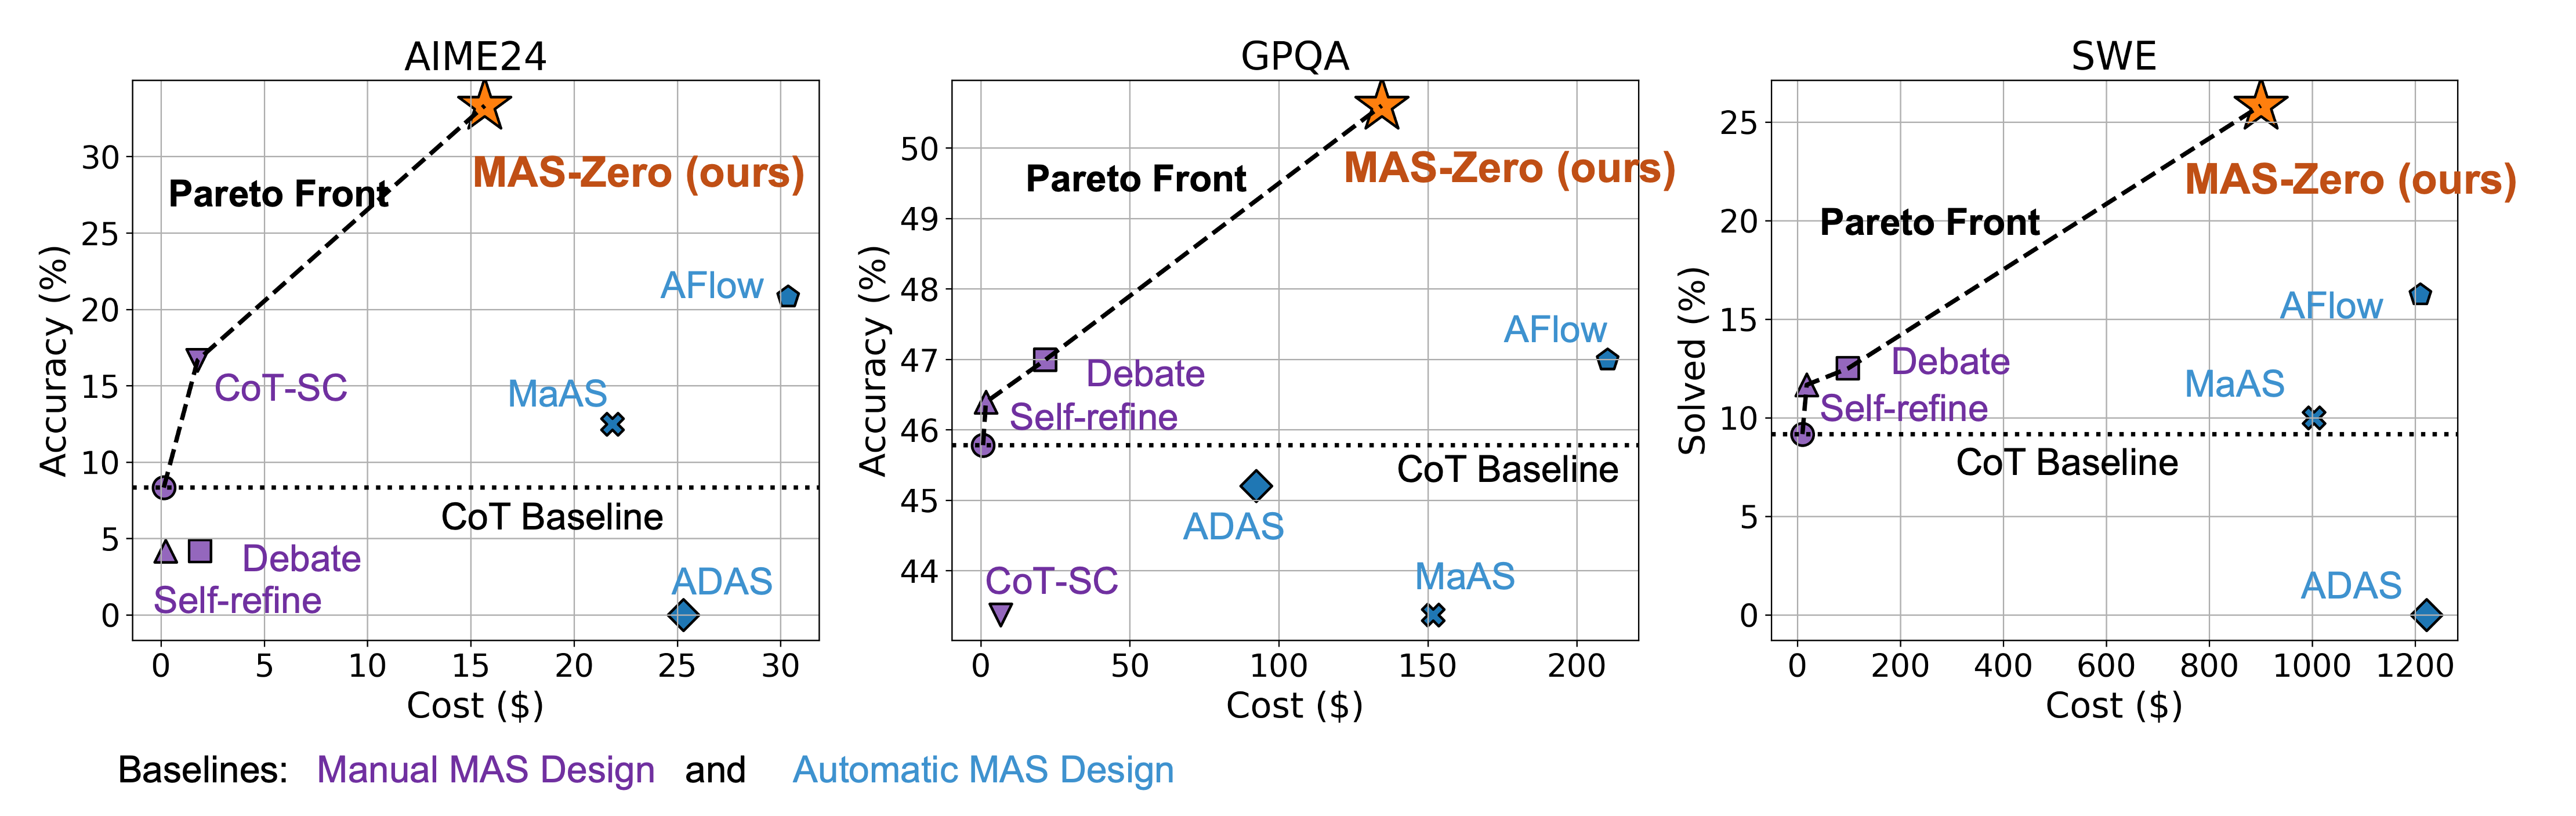 AIME24
30
25
20
15
10
5
0
Accuracy (%)
Pareto Front
MAS-Zero (ours)
AFlow
CoT-SC
MaAS
CoT Baseline
Debate
Self-refine
ADAS
0 5 10 15 20 25 30
Cost ($)
GPQA
50
49
48
47
46
45
44
Accuracy (%)
Pareto Front
MAS-Zero (ours)
AFlow
Debate
Self-refine
CoT Baseline
ADAS
CoT-SC
MaAS
0 50 100 150 200
Cost ($)
SWE
25
20
15
10
5
0
Solved (%)
MAS-Zero (ours)
Pareto Front
AFlow
Debate
MaAS
Self-refine
CoT Baseline
ADAS
0 200 400 600 800 1000 1200
Cost ($)
Baselines: Manual MAS Design and Automatic MAS Design